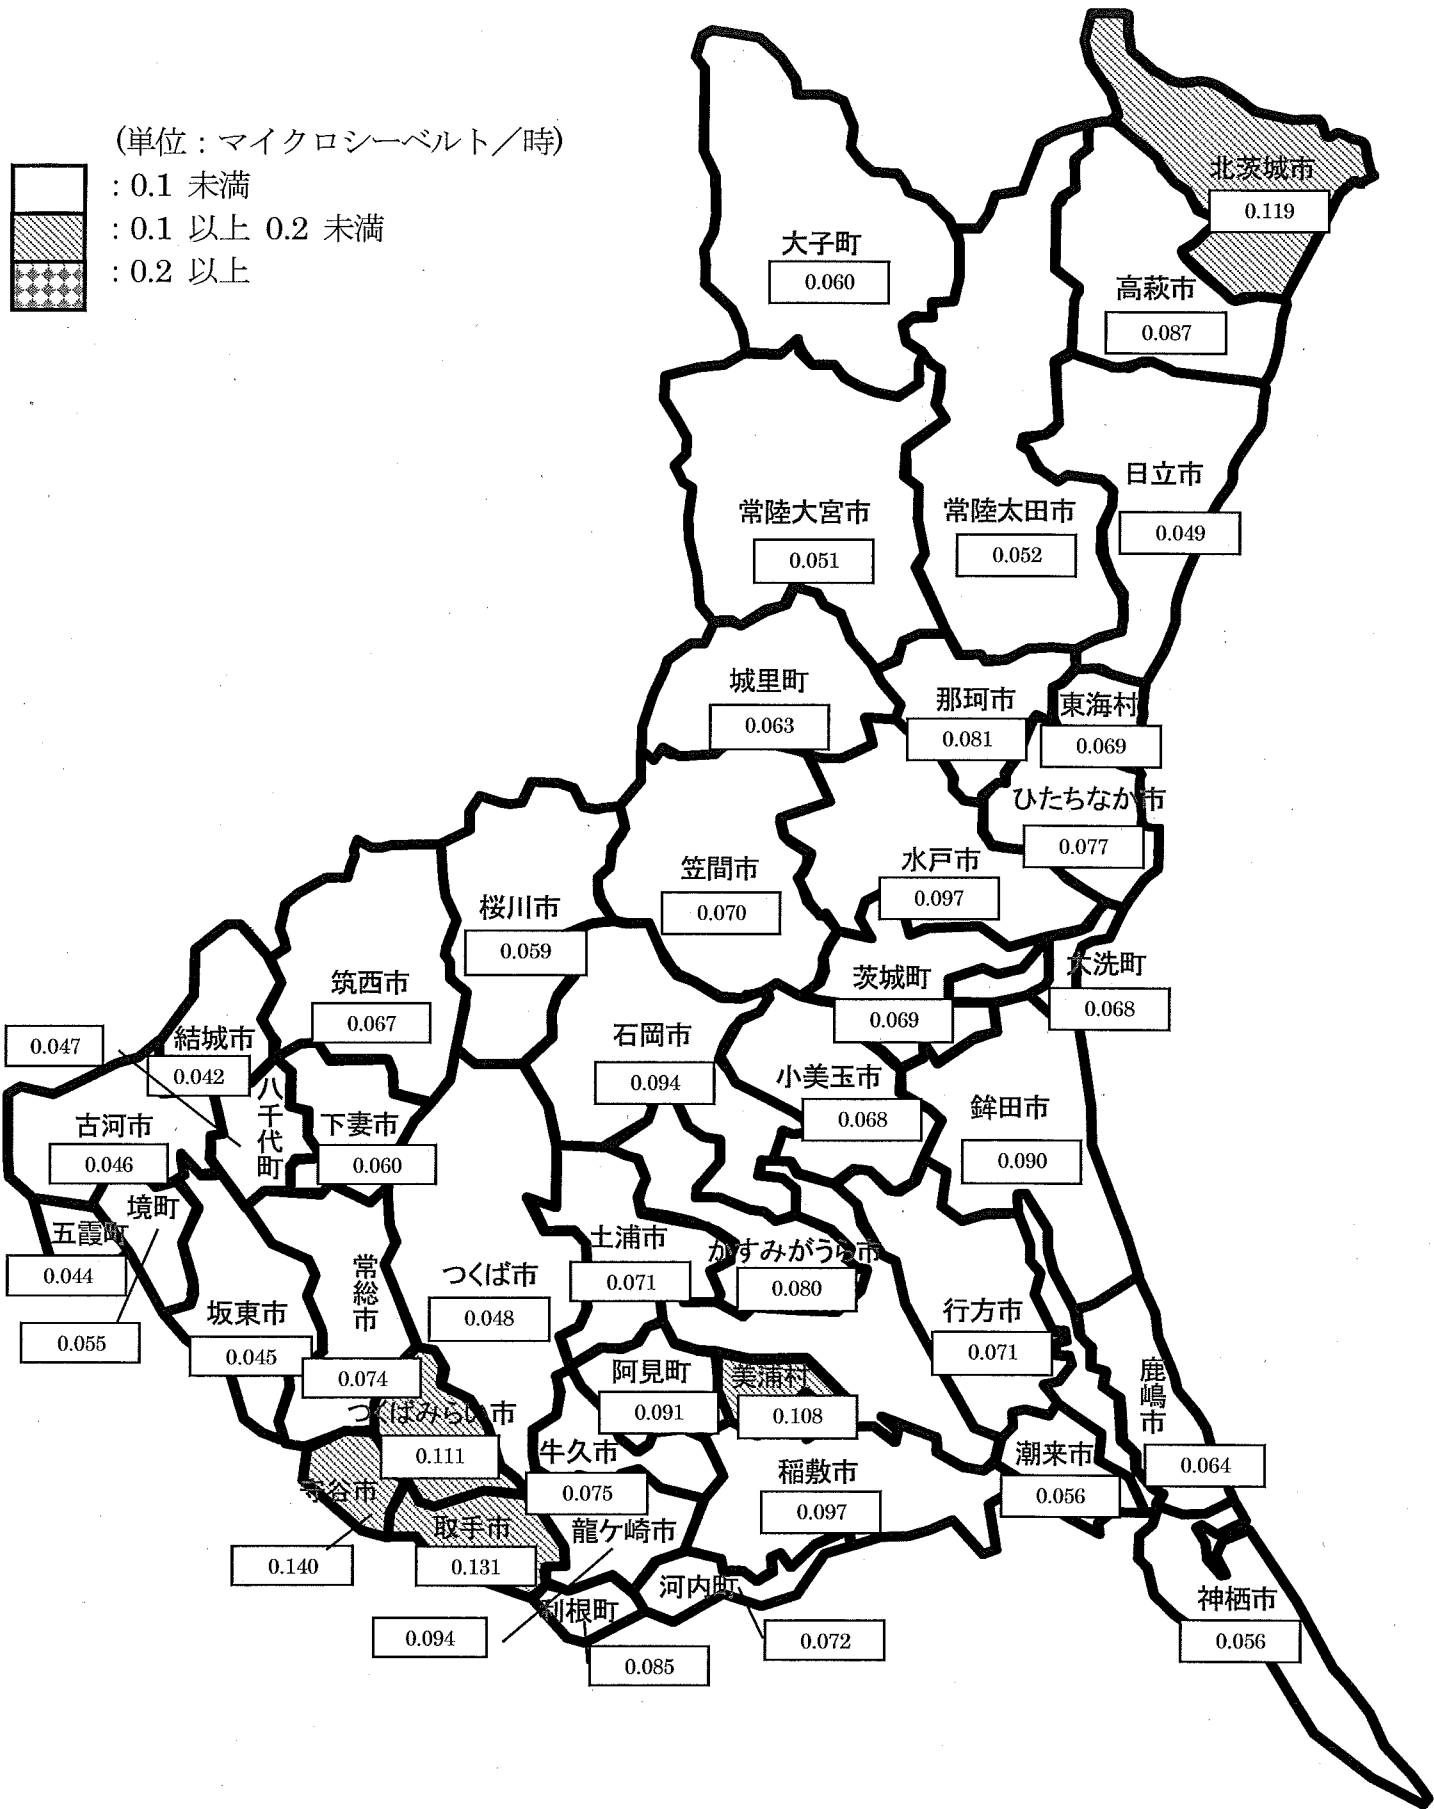 (単位：マイクロシーベルト／時)
: 0.1 未満
: 0.1 以上 0.2 未満
: 0.2 以上
北茨城市
0.119
大子町
0.060
高萩市
0.087
日立市
0.049
常陸大宮市
0.051
常陸太田市
0.052
城里町
0.063
那珂市
0.081
東海村
0.069
ひたちなか市
0.077
水戸市
0.097
笠間市
0.070
桜川市
0.059
茨城町
0.069
大洗町
0.068
筑西市
0.067
石岡市
0.094
結城市
0.042
0.047
八千代町
小美玉市
0.068
鉾田市
0.090
古河市
0.046
下妻市
0.060
境町
五霞町
0.044
0.055
坂東市
0.045
常総市
0.074
つくば市
0.048
土浦市
0.071
かすみがうら市
0.080
行方市
0.071
阿見町
0.091
美浦村
0.108
鹿嶋市
0.064
つくばみらい市
0.111
牛久市
0.075
稲敷市
0.097
潮来市
0.056
守谷市
0.140
取手市
0.131
龍ケ崎市
0.094
利根町
0.085
河内町
0.072
神栖市
0.056